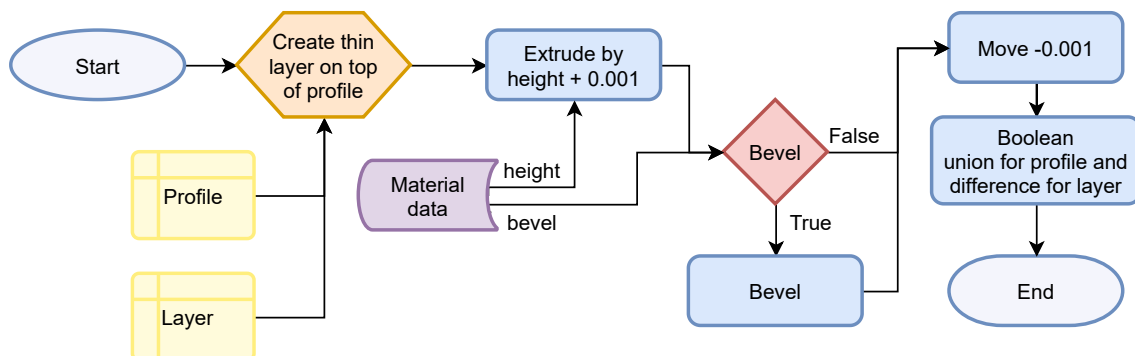 Start
Create thin
layer on top
of profile
Extrude by
height + 0.001
Move -0.001
Profile
Layer
Material
data
height
bevel
Bevel
False
True
Bevel
Boolean
union for profile and
difference for layer
End